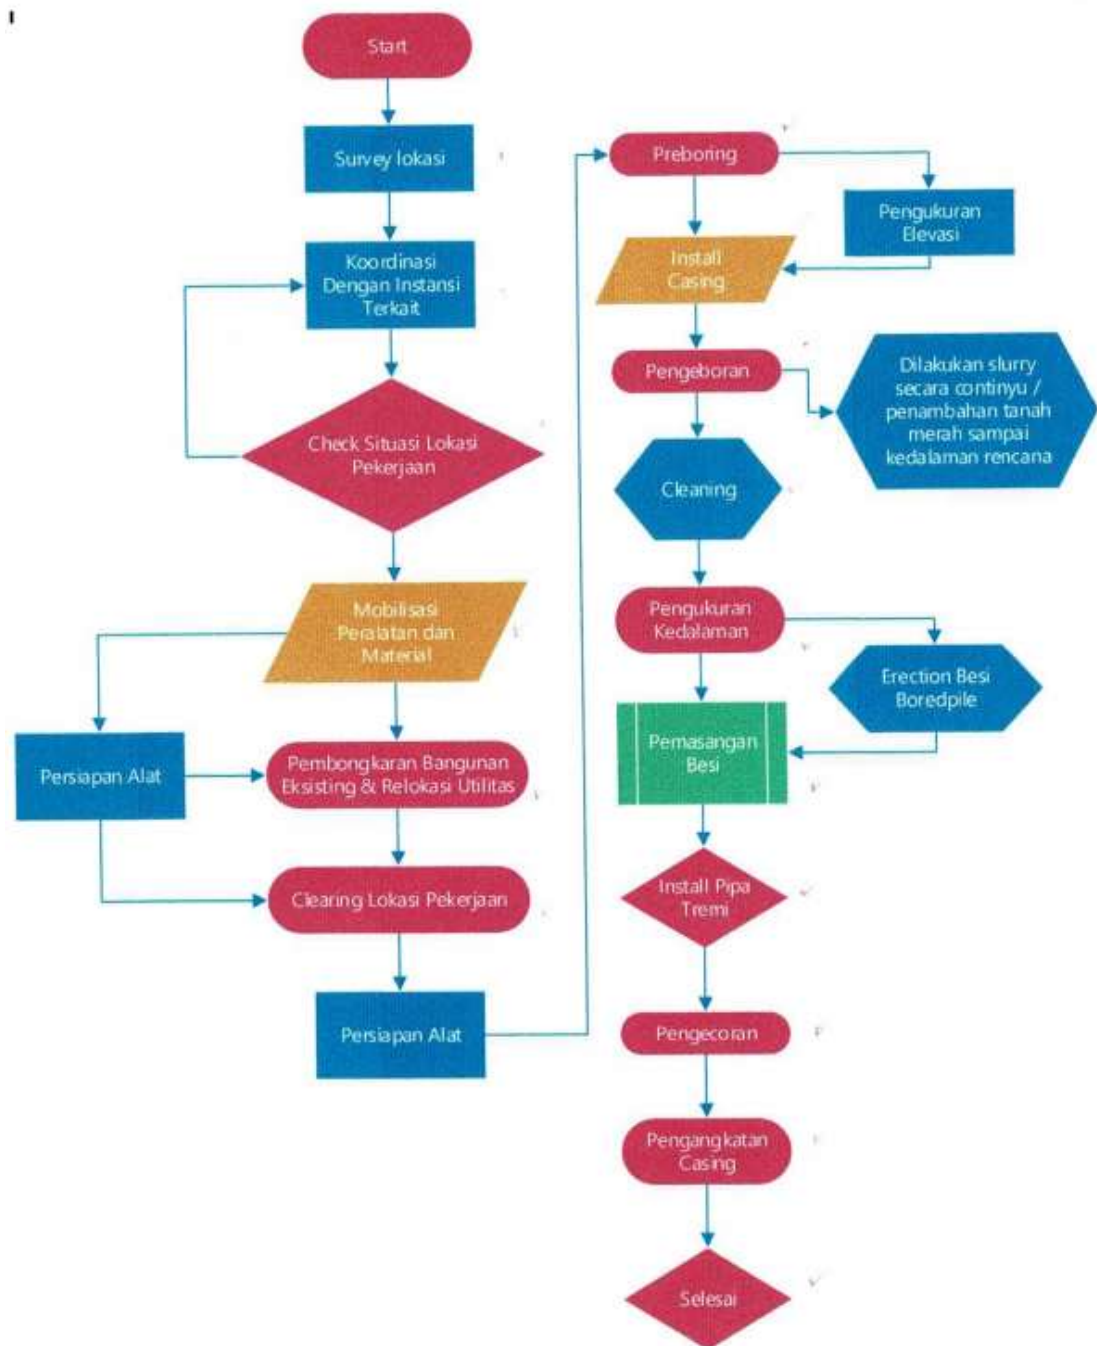 Start
Survey lokasi
Koordinasi
Dengan Instansi
Terkait
Check Situasi Lokasi
Pekerjaan
Mobilisasi
Peralatan dan
Material
Persiapan Alat
Pembongkaran Bangunan
Eksisting & Relokasi Utilitas
Clearing Lokasi Pekerjaan
Persiapan Alat
Preboring
Pengukuran
Elevasi
Install
Casing
Pengeboran
Dilakukan slurry
secara continyu /
penambahan tanah
merah sampai
kedalaman rencana
Cleaning
Pengukuran
Kedalaman
Erection Besi
Boredpile
Pemasangan
Besi
Install Pipa
Tremi
Pengecoran
Pengangkatan
Casing
Selesai